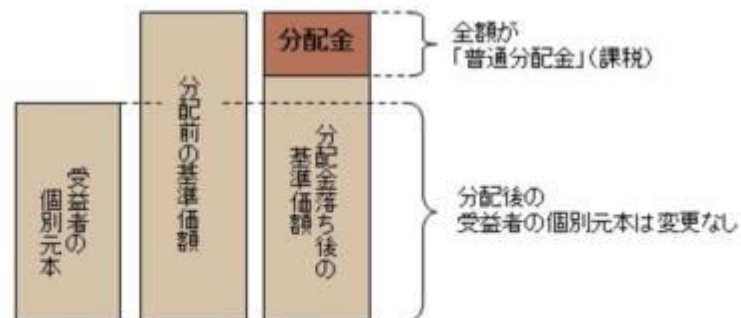 受益者の
個別元本
分配前の基準価額
分配金
分配金落ち後の
基準価額
全額が
「普通分配金」(課税)
分配後の
受益者の個別元本は変更なし